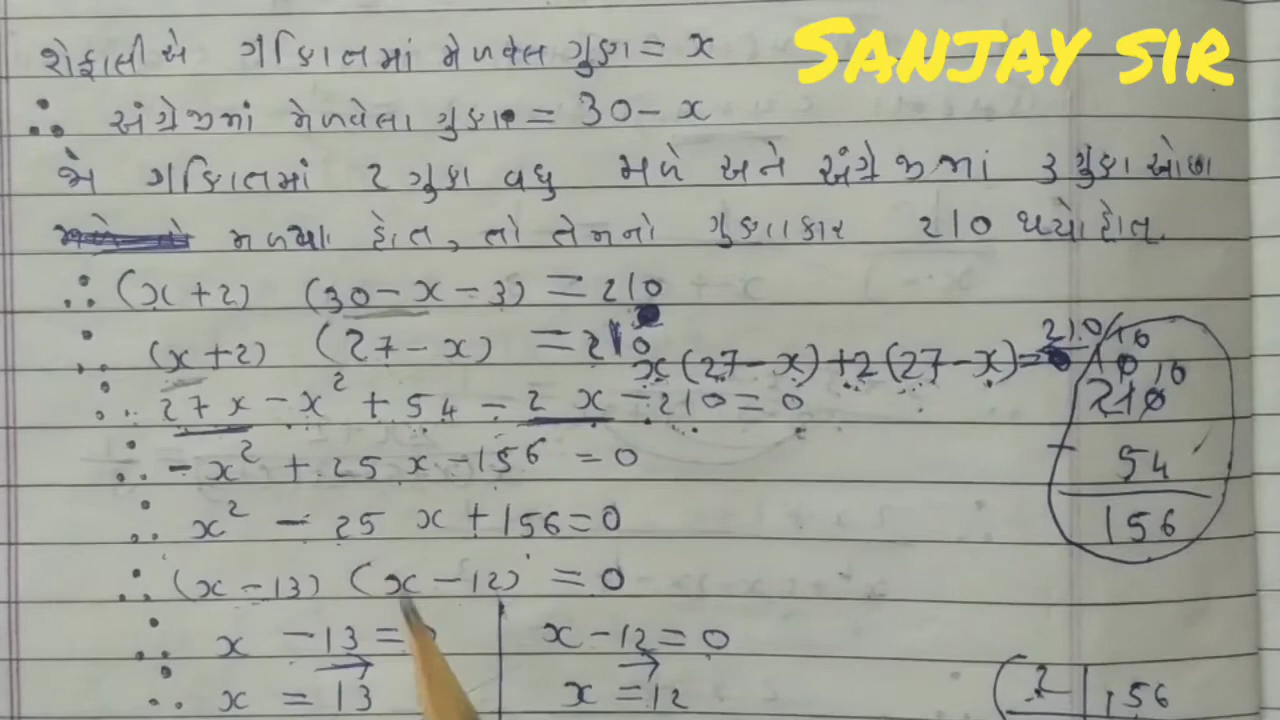 SANJAY SIR
શેફાલીએ ગણિતમાં મેળવેલ ગુણ = x
∴ અંગ્રેજીમાં મેળવેલા ગુણ = 30 - x
જો ગણિતમાં 2 ગુણ વધુ મળે અને અંગ્રેજીમાં 3 ગુણ ઓછા
મળ્યા હોત, તો તેમનો ગુણાકાર 210 થયો હોત.
∴ (x + 2) (30 - x - 3) = 210
∴ (x + 2) (27 - x) = 210
x (27 - x) + 2 (27 - x) = 210
∴ 27x - x² + 54 - 2x - 210 = 0
∴ - x² + 25x - 156 = 0
∴ x² - 25x + 156 = 0
∴ (x - 13) (x - 12) = 0
∴ x - 13 = x - 12 = 0
∴ x = 13 x = 12
210
- 54
156
2 156